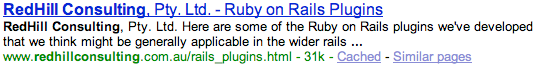 RedHill Consulting, Pty. Ltd. - Ruby on Rails Plugins
RedHill Consulting, Pty. Ltd. Here are some of the Ruby on Rails plugins we've developed
that we think might be generally applicable in the wider rails ...
www.redhillconsulting.com.au/rails_plugins.html - 31k - Cached - Similar pages